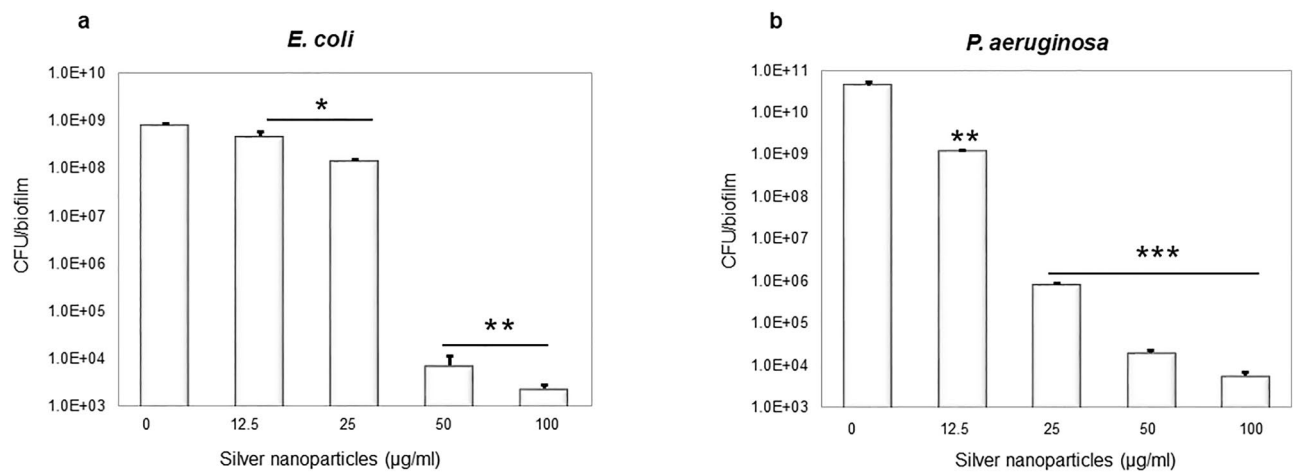 a
E. coli
1.0E+10
1.0E+09
1.0E+08
1.0E+07
1.0E+06
1.0E+05
1.0E+04
1.0E+03
CFU/biofilm
*
**
0 12.5 25 50 100
Silver nanoparticles (µg/ml)
b
P. aeruginosa
1.0E+11
1.0E+10
1.0E+09
1.0E+08
1.0E+07
1.0E+06
1.0E+05
1.0E+04
1.0E+03
CFU/biofilm
**
***
0 12.5 25 50 100
Silver nanoparticles (µg/ml)